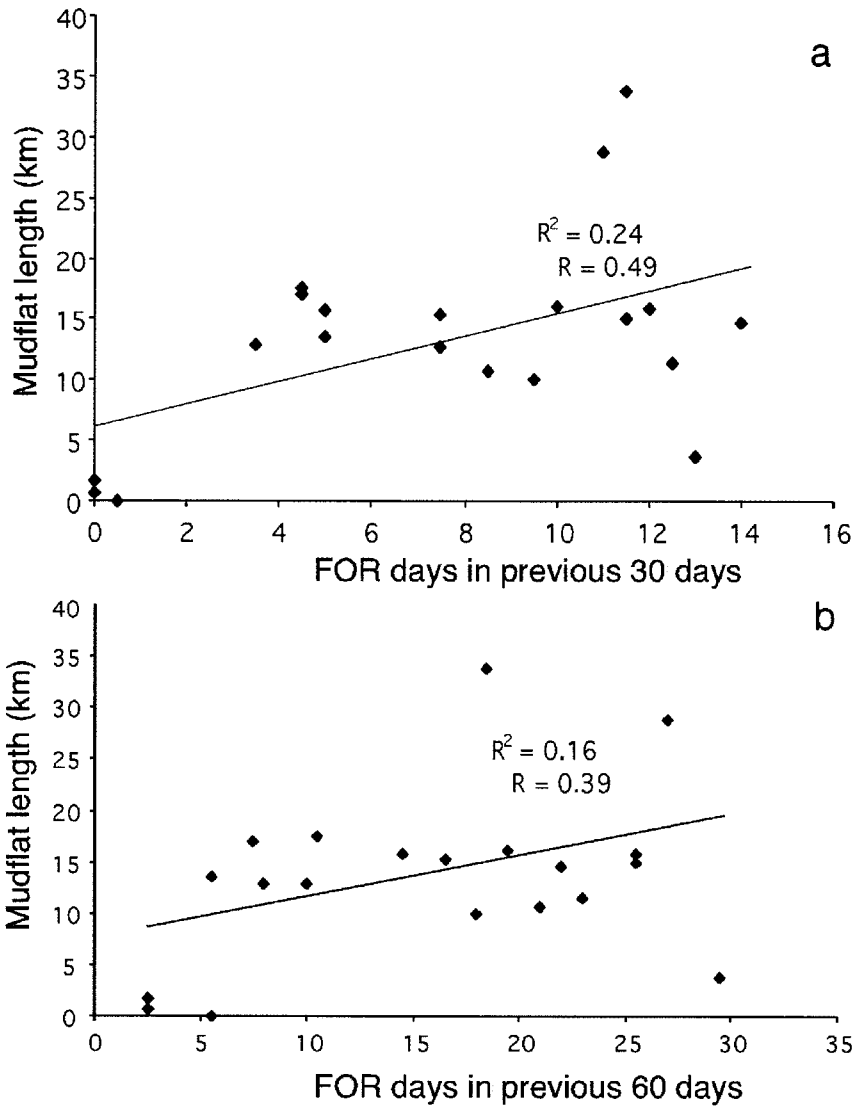 a
40
35
30
25
20
15
10
5
0
Mudflat length (km)
R² = 0.24
R = 0.49
0 2 4 6 8 10 12 14 16
FOR days in previous 30 days
b
40
35
30
25
20
15
10
5
0
Mudflat length (km)
R² = 0.16
R = 0.39
0 5 10 15 20 25 30 35
FOR days in previous 60 days